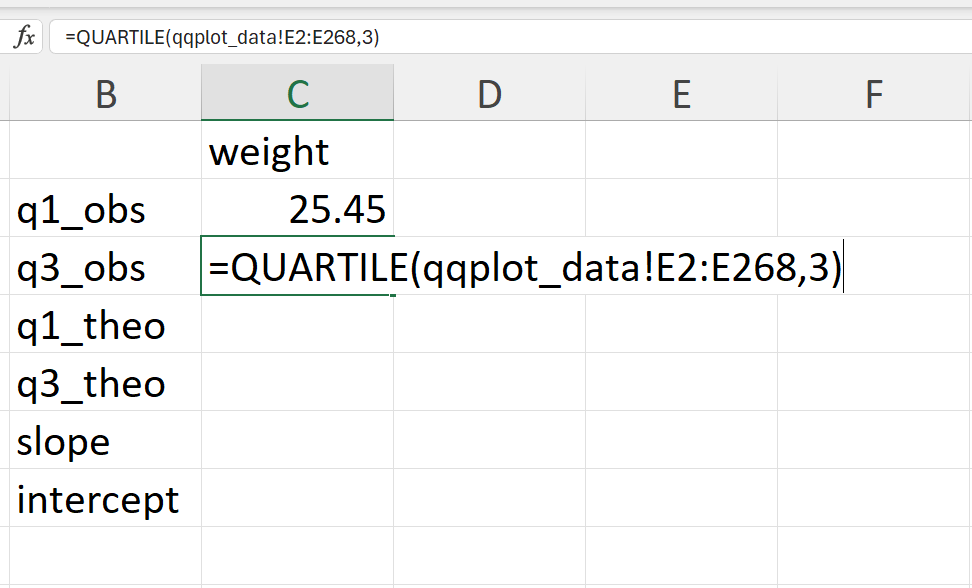 fx =QUARTILE(qqplot_data!E2:E268,3)
B C D E F
weight
q1_obs 25.45
q3_obs =QUARTILE(qqplot_data!E2:E268,3)
q1_theo
q3_theo
slope
intercept